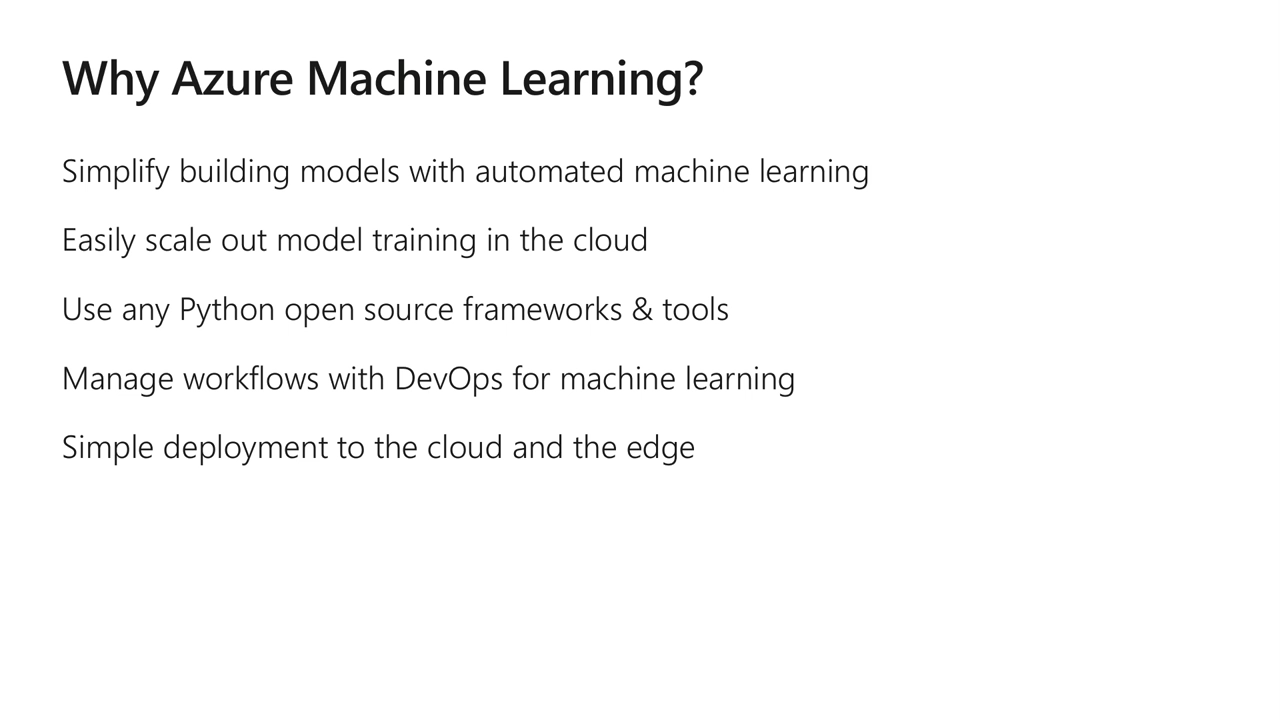 Why Azure Machine Learning?
Simplify building models with automated machine learning
Easily scale out model training in the cloud
Use any Python open source frameworks & tools
Manage workflows with DevOps for machine learning
Simple deployment to the cloud and the edge